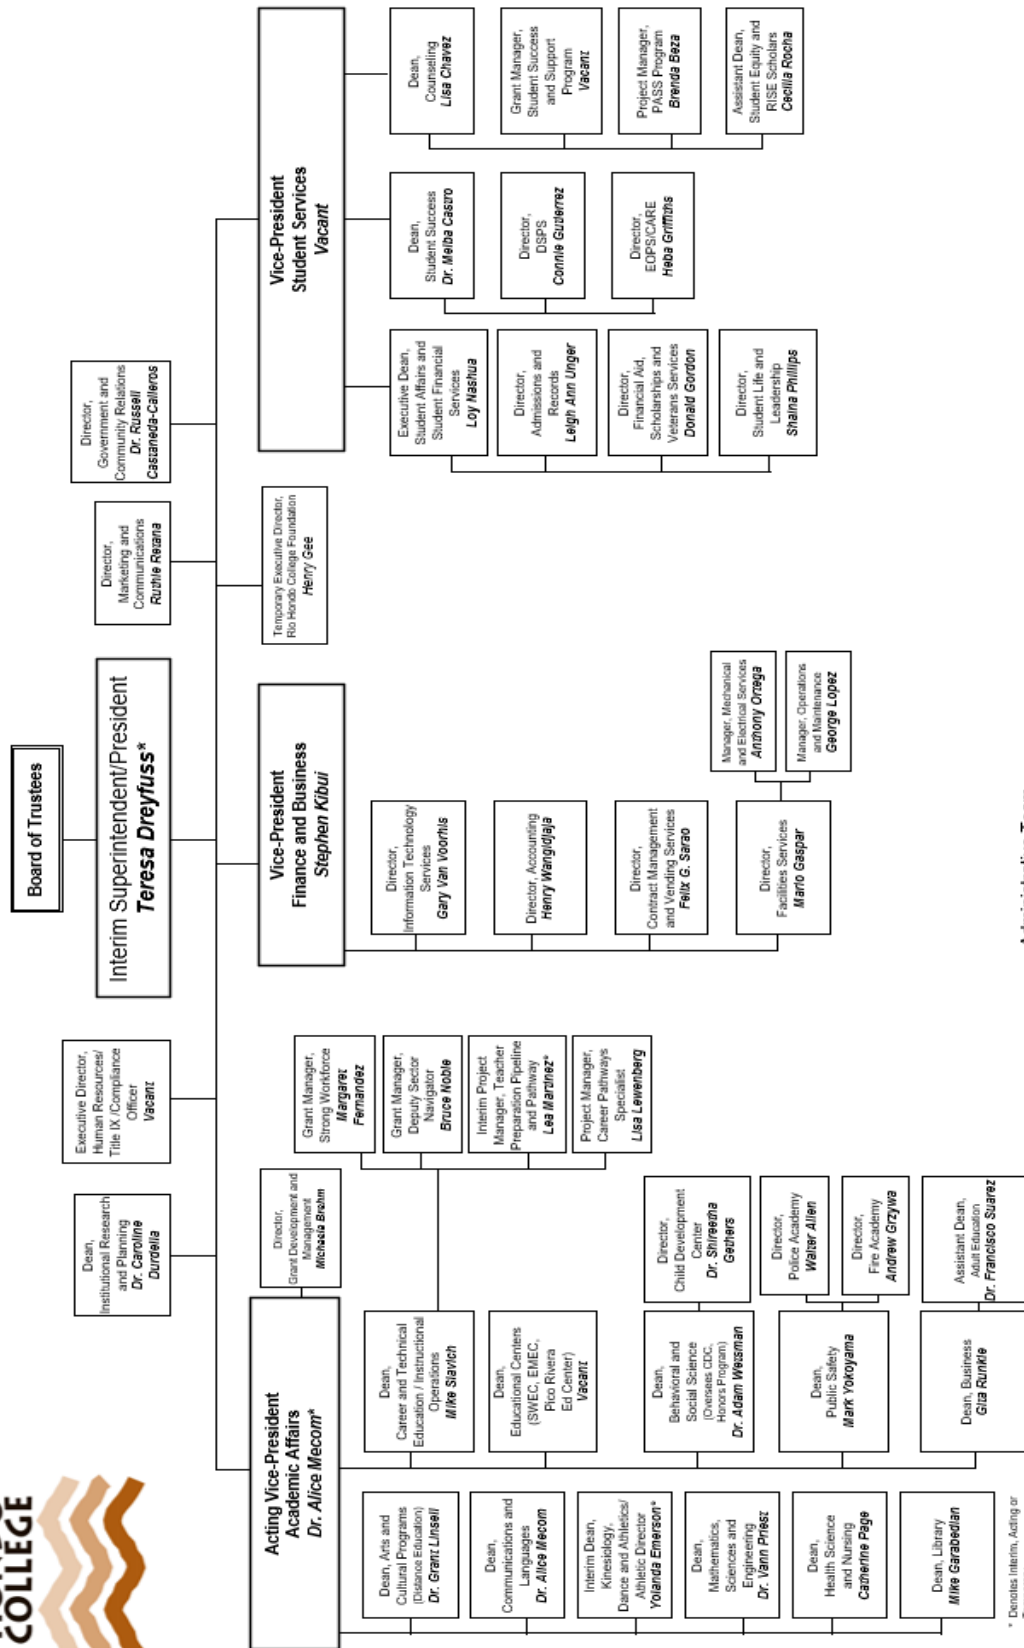 COLLEGE
Board of Trustees
Interim Superintendent/President
Teresa Dreyfuss*
Dean,
Institutional Research
and Planning
Dr. Caroline
Durdella
Executive Director,
Human Resources/
Title IX /Compliance
Officer
Vacant
Director,
Marketing and
Communications
Ruthie Retana
Director,
Government and
Community Relations
Dr. Russell
Castaneda-Calleros
Acting Vice-President
Academic Affairs
Dr. Alice Mecom*
Director,
Grant Development and
Management
Michaela Brehm
Vice-President
Finance and Business
Stephen Kibui
Temporary Executive Director,
Rio Hondo College Foundation
Henry Gee
Vice-President
Student Services
Vacant
Dean, Arts and
Cultural Programs
(Distance Education)
Dr. Grant Linsell
Dean,
Communications and
Languages
Dr. Alice Mecom
Interim Dean,
Kinesiology,
Dance and Athletics/
Athletic Director
Yolanda Emerson*
Dean,
Mathematics,
Sciences and
Engineering
Dr. Vann Priest
Dean,
Health Science
and Nursing
Catherine Page
Dean, Library
Mike Garabedian
Dean,
Career and Technical
Education / Instructional
Operations
Mike Slavich
Dean,
Educational Centers
(SWEC, EMEC,
Pico Rivera
Ed Center)
Vacant
Dean,
Behavioral and
Social Science
(Oversees CDC,
Honors Program)
Dr. Adam Wetsman
Dean,
Public Safety
Mark Yokoyama
Dean, Business
Gita Runkle
Grant Manager,
Strong Workforce
Margaret
Fernandez
Grant Manager,
Deputy Sector
Navigator
Bruce Noble
Interim Project
Manager, Teacher
Preparation Pipeline
and Pathway
Lea Martinez*
Project Manager,
Career Pathways
Specialist
Lisa Lewenberg
Director,
Child Development
Center
Dr. Shireetha
Gethers
Director,
Police Academy
Walter Allen
Director,
Fire Academy
Andrew Grzywa
Assistant Dean,
Adult Education
Dr. Francisco Suarez
Director,
Information Technology
Services
Gary Van Voorhis
Director, Accounting
Henry Wangidjaja
Director,
Contract Management
and Vending Services
Felix G. Sarao
Director,
Facilities Services
Mario Gaspar
Manager, Mechanical
and Electrical Services
Anthony Ortega
Manager, Operations
and Maintenance
George Lopez
Executive Dean,
Student Affairs and
Student Financial
Services
Loy Nashua
Director,
Admissions and
Records
Leigh Ann Unger
Director,
Financial Aid,
Scholarships and
Veterans Services
Donald Gordon
Director,
Student Life and
Leadership
Shaina Phillips
Dean,
Student Success
Dr. Melba Castro
Director,
DSPS
Connie Gutierrez
Director,
EOPS/CARE
Heba Griffiths
Dean,
Counseling
Lisa Chavez
Grant Manager,
Student Success
and Support
Program
Vacant
Project Manager,
PASS Program
Brenda Beza
Assistant Dean,
Student Equity and
RISE Scholars
Cecilia Rocha
* Denotes Interim, Acting or